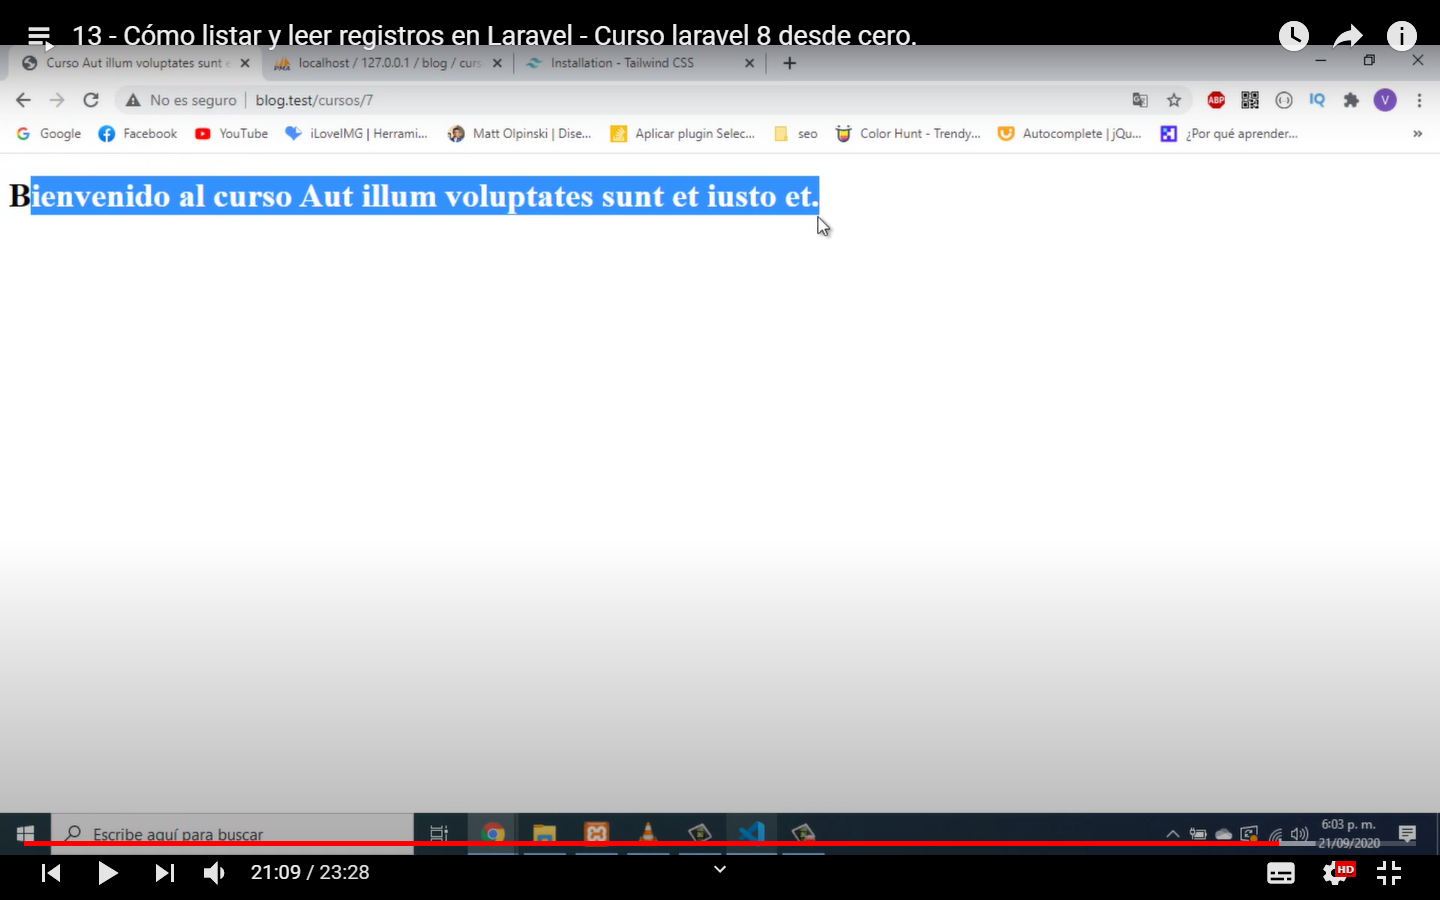 13 - Cómo listar y leer registros en Laravel - Curso laravel 8 desde cero.
Curso Aut illum voluptates sunt e
localhost / 127.0.0.1 / blog / curs
Installation - Tailwind CSS
No es seguro
blog.test/cursos/7
ABP
IQ
V
Google
Facebook
YouTube
iLoveIMG | Herrami...
Matt Olpinski | Dise...
Aplicar plugin Selec...
seo
Color Hunt - Trendy...
Autocomplete | jQu...
¿Por qué aprender...
Bienvenido al curso Aut illum voluptates sunt et iusto et.
Escribe aquí para buscar
6:03 p. m.
21/09/2020
21:09 / 23:28
HD